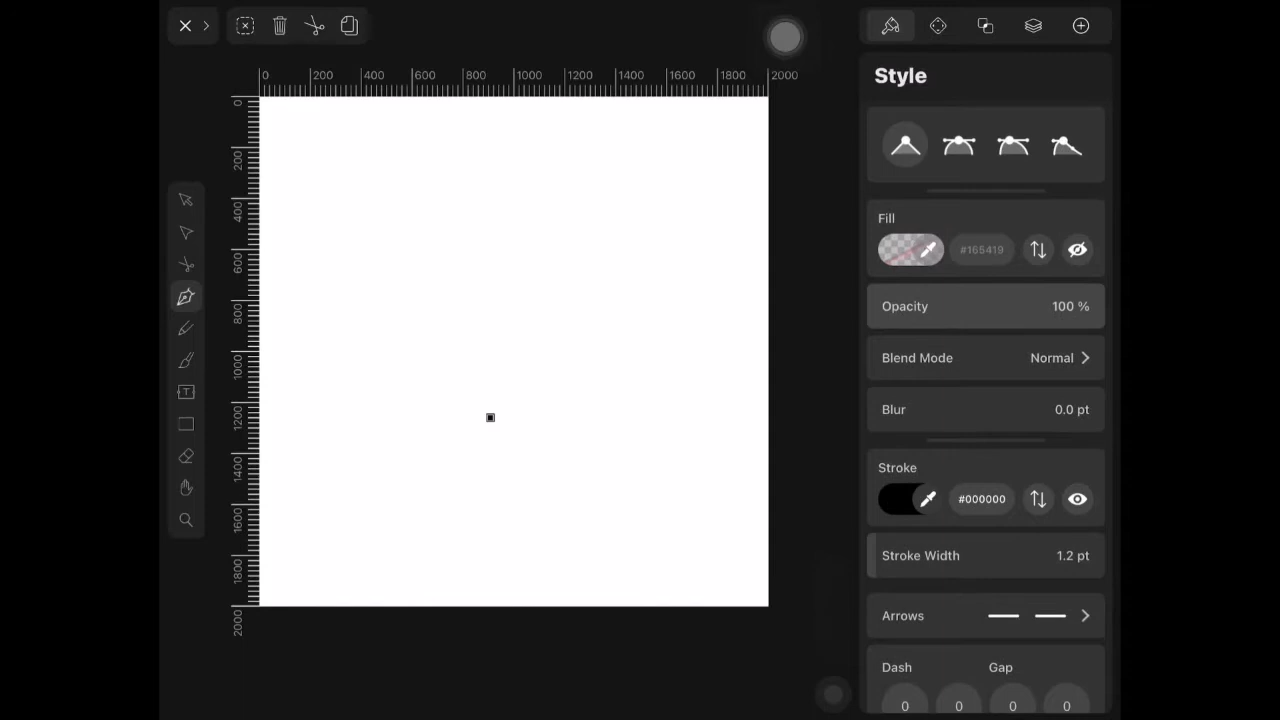 0 200 400 600 800 1000 1200 1400 1600 1800 2000
0
200
400
600
800
1000
1200
1400
1600
1800
2000
T
Style
Fill
#165419
Opacity 100 %
Blend Mode Normal
Blur 0.0 pt
Stroke
#000000
Stroke Width 1.2 pt
Arrows
Dash Gap
0 0 0 0